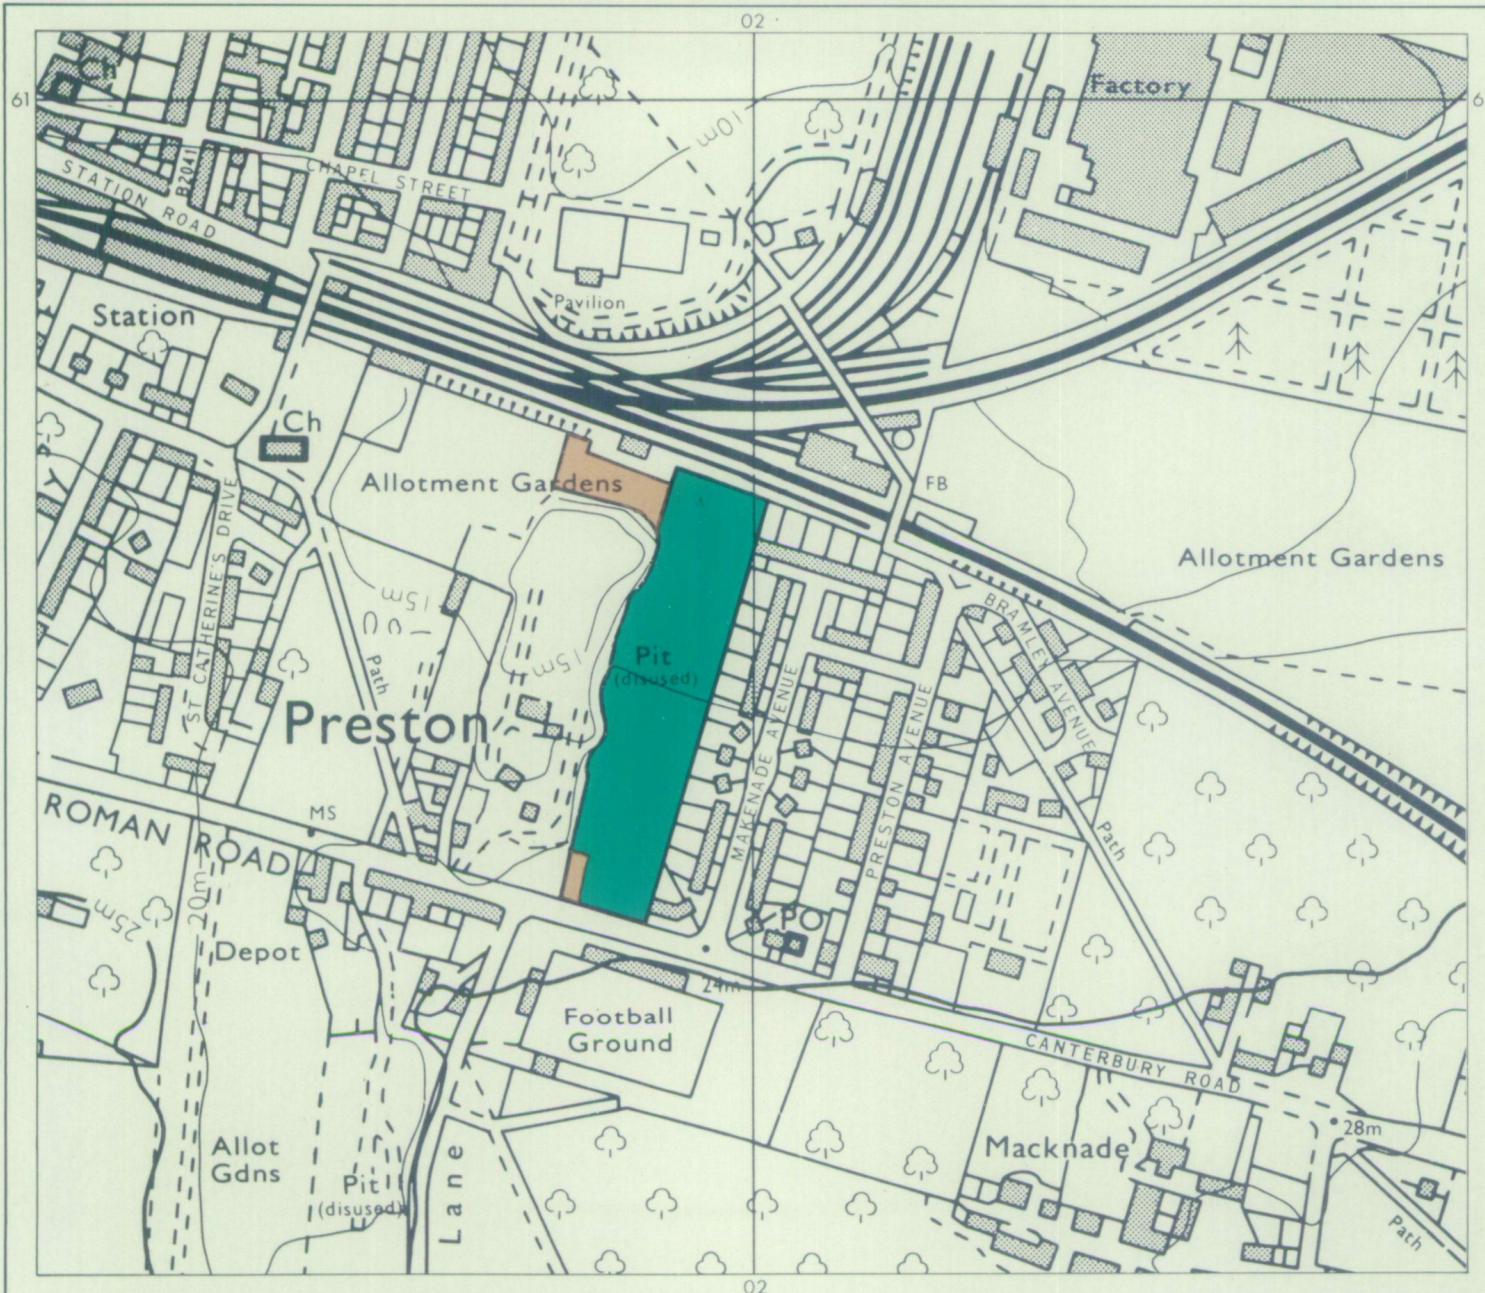 02
61
6
Ch
Factory
10m
B2041
CHAPEL STREET
STATION ROAD
Pavilion
Station
Ch
Allotment Gardens
FB
Allotment Gardens
ST CATHERINE'S DRIVE
15m
Path
15m
Pit
(disused)
BRAMLEY AVENUE
Preston
MAKENADE AVENUE
PRESTON AVENUE
Path
MS
ROMAN ROAD
20m
25m
PO
Depot
24m
Football
Ground
CANTERBURY ROAD
28m
Allot
Gdns
Pit
(disused)
Lane
Macknade
Path
02